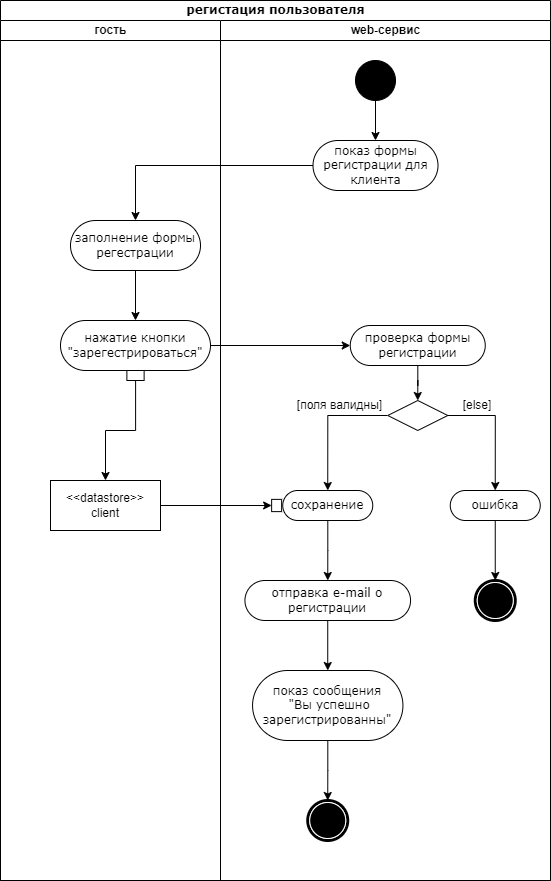 регистация пользователя
гость
web-сервис
показ формы
регистрации для
клиента
заполнение формы
регестрации
нажатие кнопки
"зарегестрироваться"
проверка формы
регистрации
[поля валидны]
[else]
<<datastore>>
client
сохранение
ошибка
отправка e-mail о
регистрации
показ сообщения
"Вы успешно
зарегистрированны"